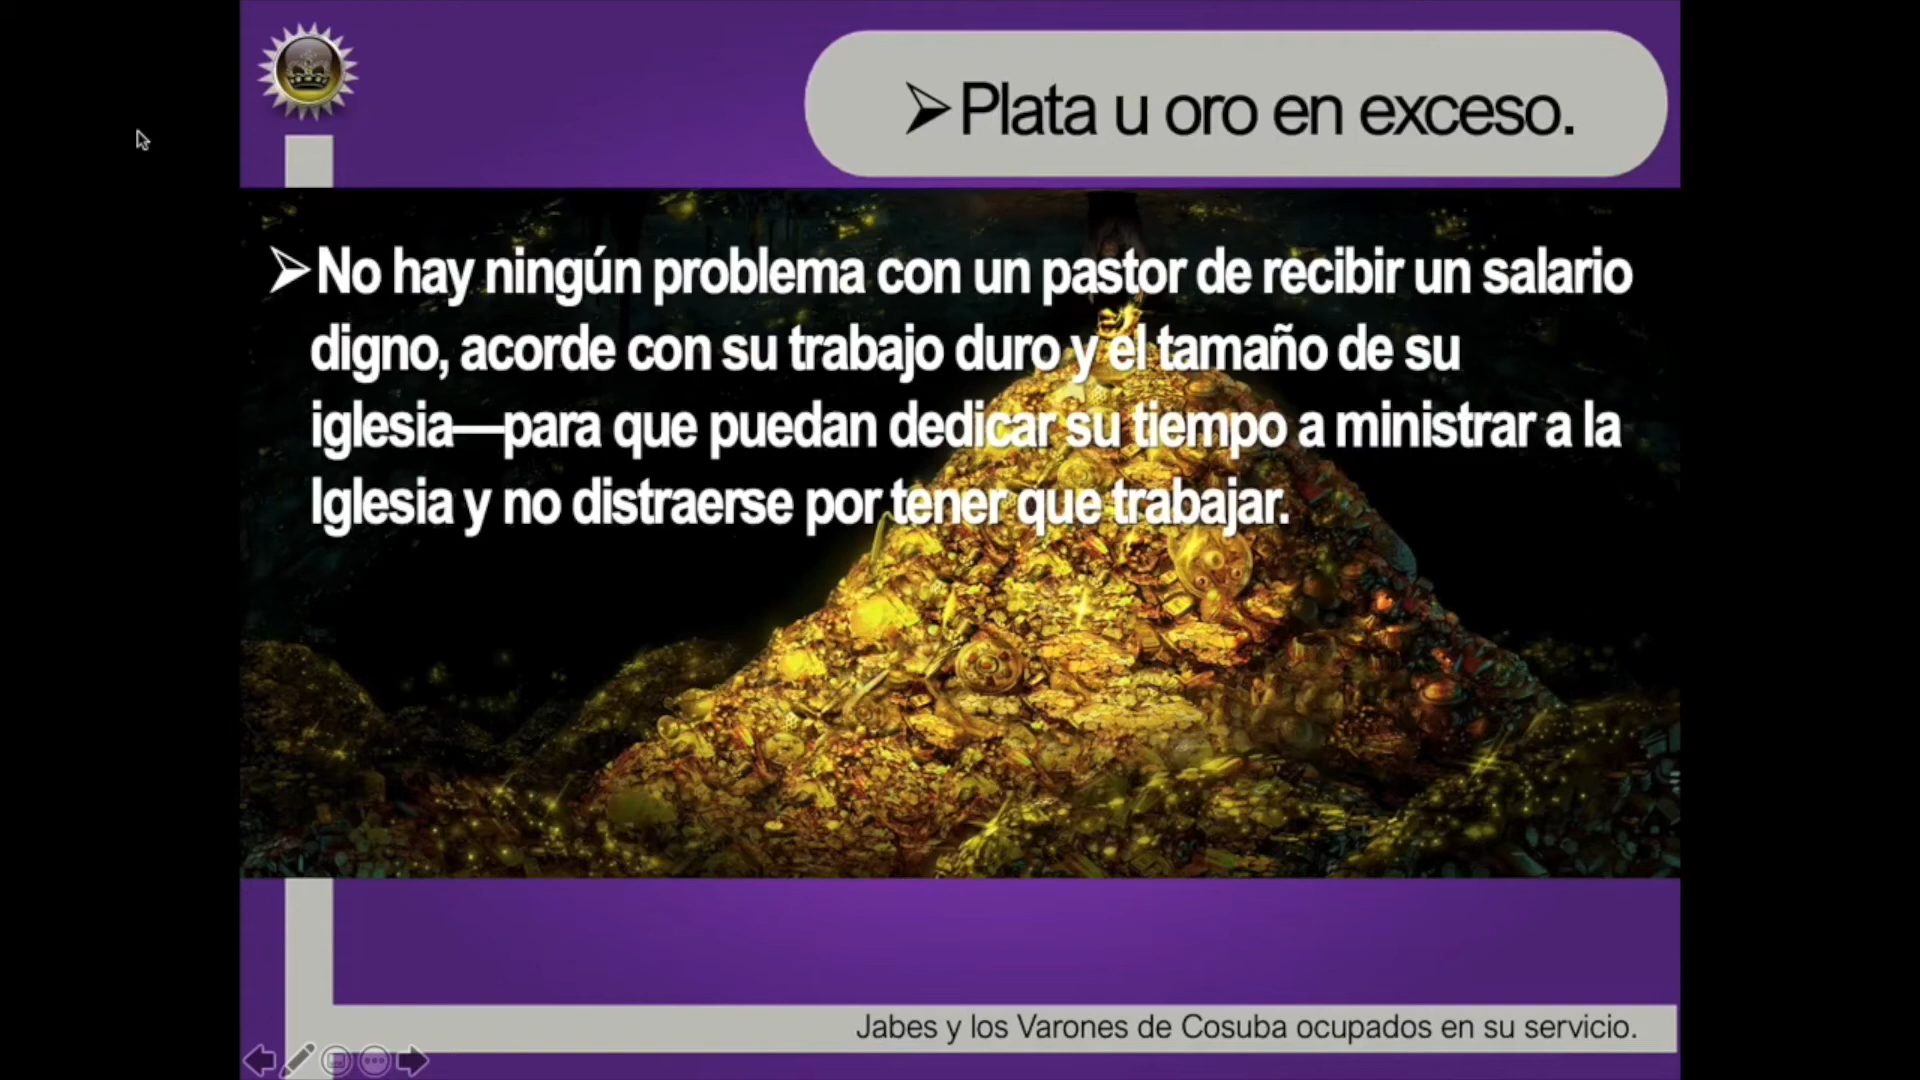 ➢Plata u oro en exceso.
➢No hay ningún problema con un pastor de recibir un salario
digno, acorde con su trabajo duro y el tamaño de su
iglesia—para que puedan dedicar su tiempo a ministrar a la
Iglesia y no distraerse por tener que trabajar.
Jabes y los Varones de Cosuba ocupados en su servicio.